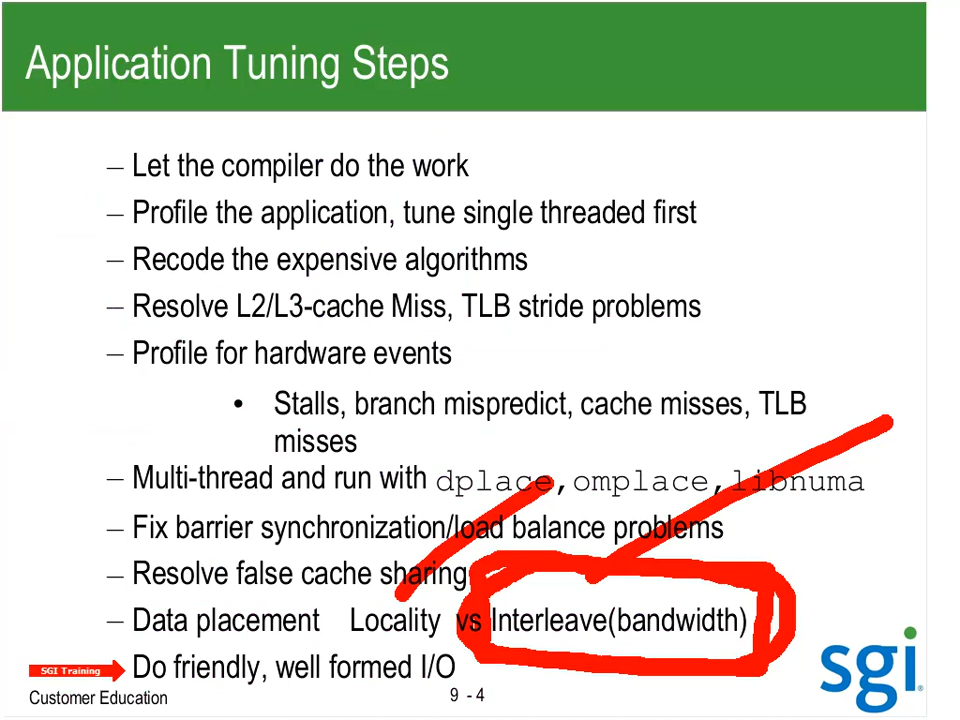 Application Tuning Steps
– Let the compiler do the work
– Profile the application, tune single threaded first
– Recode the expensive algorithms
– Resolve L2/L3-cache Miss, TLB stride problems
– Profile for hardware events
• Stalls, branch mispredict, cache misses, TLB
misses
– Multi-thread and run with dplace,omplace,libnuma
– Fix barrier synchronization/load balance problems
– Resolve false cache sharing
– Data placement Locality vs Interleave(bandwidth)
SGI Training
Do friendly, well formed I/O
Customer Education
9 - 4
sgi